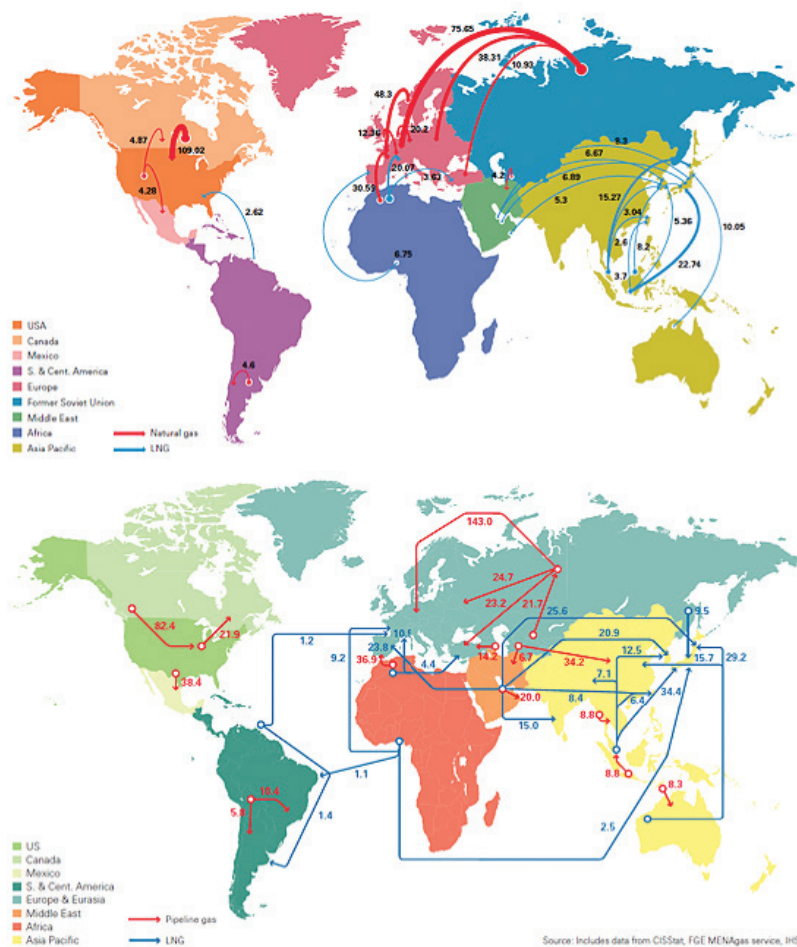 75.65
38.31
10.93
48.3
4.87
109.02
12.36
20.2
9.3
6.67
20.07
3.63
4.2
6.89
4.28
30.59
5.3
15.27
2.62
3.04
5.36
10.05
2.6
8.2
6.75
3.7
22.74
4.6
USA
Canada
Mexico
S. & Cent. America
Europe
Former Soviet Union
Middle East
Africa
Asia Pacific
Natural gas
LNG
143.0
24.7
23.2
21.7
25.6
9.5
82.4
21.9
1.2
20.9
9.2
23.8
12.5
15.7
29.2
36.9
4.4
14.2
6.7
34.2
7.1
38.4
20.0
8.4
6.4
34.4
15.0
8.8
1.1
8.8
8.3
10.4
1.4
2.5
US
Canada
Mexico
S. & Cent. America
Europe & Eurasia
Middle East
Africa
Asia Pacific
Pipeline gas
LNG
Source: Includes data from CISStat, FGE MENAgas service, IHS